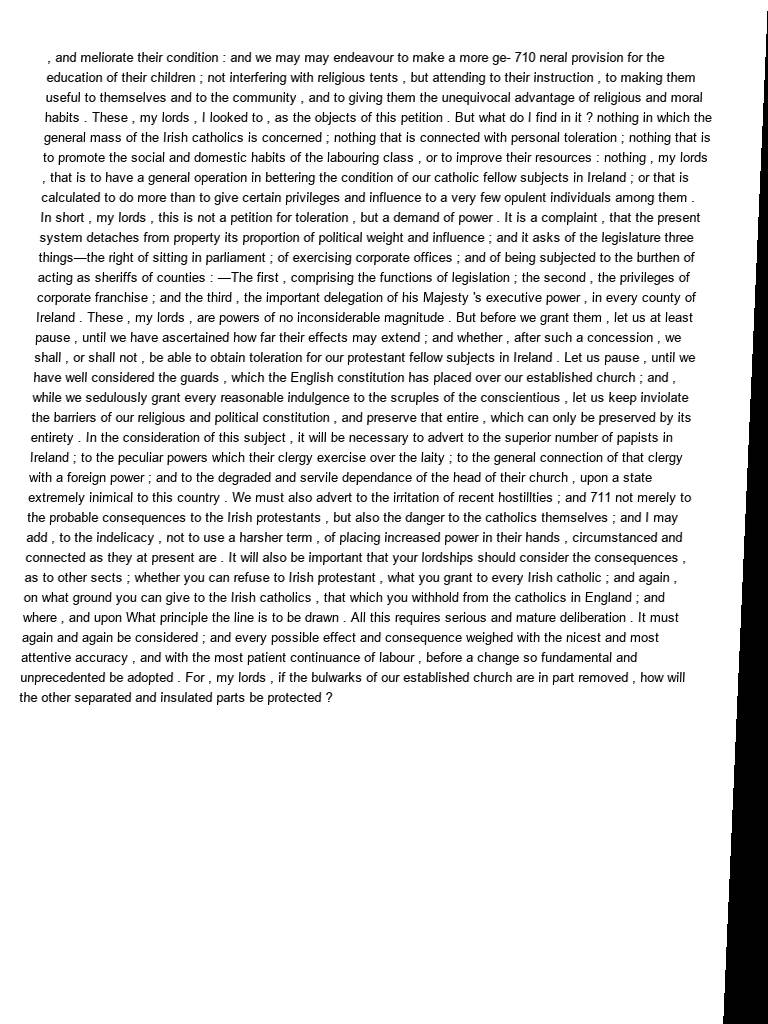 , and meliorate their condition : and we may may endeavour to make a more ge- 710 neral provision for the
education of their children ; not interfering with religious tents , but attending to their instruction , to making them
useful to themselves and to the community , and to giving them the unequivocal advantage of religious and moral
habits . These , my lords , I looked to , as the objects of this petition . But what do I find in it ? nothing in which the
general mass of the Irish catholics is concerned ; nothing that is connected with personal toleration ; nothing that is
to promote the social and domestic habits of the labouring class , or to improve their resources : nothing , my lords
, that is to have a general operation in bettering the condition of our catholic fellow subjects in Ireland ; or that is
calculated to do more than to give certain privileges and influence to a very few opulent individuals among them .
In short , my lords , this is not a petition for toleration , but a demand of power . It is a complaint , that the present
system detaches from property its proportion of political weight and influence ; and it asks of the legislature three
things—the right of sitting in parliament ; of exercising corporate offices ; and of being subjected to the burthen of
acting as sheriffs of counties : —The first , comprising the functions of legislation ; the second , the privileges of
corporate franchise ; and the third , the important delegation of his Majesty 's executive power , in every county of
Ireland . These , my lords , are powers of no inconsiderable magnitude . But before we grant them , let us at least
pause , until we have ascertained how far their effects may extend ; and whether , after such a concession , we
shall , or shall not , be able to obtain toleration for our protestant fellow subjects in Ireland . Let us pause , until we
have well considered the guards , which the English constitution has placed over our established church ; and ,
while we sedulously grant every reasonable indulgence to the scruples of the conscientious , let us keep inviolate
the barriers of our religious and political constitution , and preserve that entire , which can only be preserved by its
entirety . In the consideration of this subject , it will be necessary to advert to the superior number of papists in
Ireland ; to the peculiar powers which their clergy exercise over the laity ; to the general connection of that clergy
with a foreign power ; and to the degraded and servile dependance of the head of their church , upon a state
extremely inimical to this country . We must also advert to the irritation of recent hostillties ; and 711 not merely to
the probable consequences to the Irish protestants , but also the danger to the catholics themselves ; and I may
add , to the indelicacy , not to use a harsher term , of placing increased power in their hands , circumstanced and
connected as they at present are . It will also be important that your lordships should consider the consequences ,
as to other sects ; whether you can refuse to Irish protestant , what you grant to every Irish catholic ; and again ,
on what ground you can give to the Irish catholics , that which you withhold from the catholics in England ; and
where , and upon What principle the line is to be drawn . All this requires serious and mature deliberation . It must
again and again be considered ; and every possible effect and consequence weighed with the nicest and most
attentive accuracy , and with the most patient continuance of labour , before a change so fundamental and
unprecedented be adopted . For , my lords , if the bulwarks of our established church are in part removed , how will
the other separated and insulated parts be protected ?